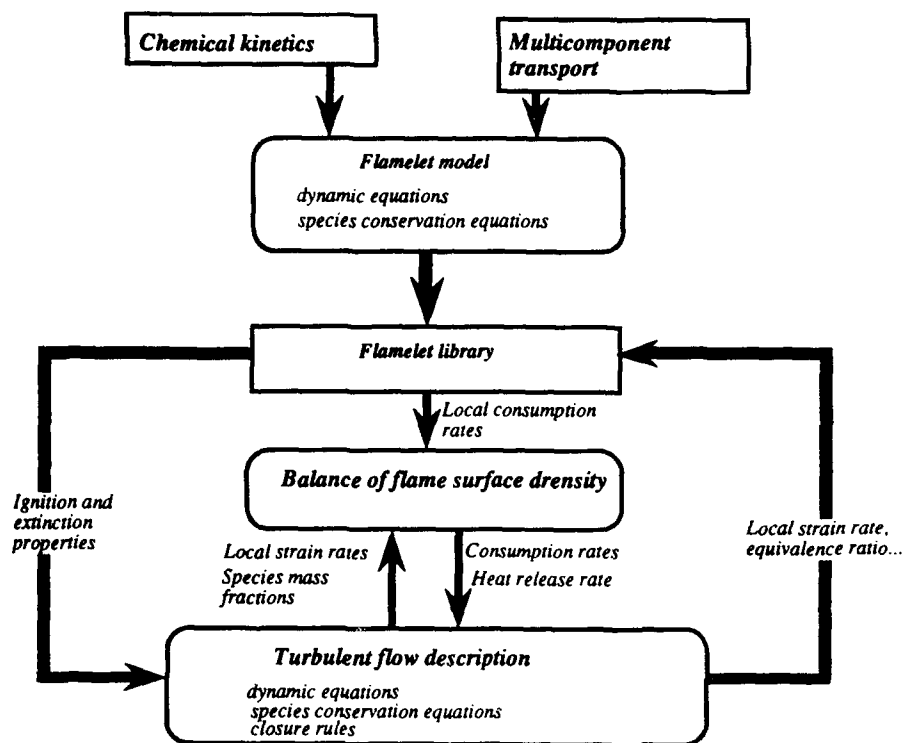 Chemical kinetics
Multicomponent
transport
Flamelet model
dynamic equations
species conservation equations
Flamelet library
Local consumption
rates
Balance of flame surface drensity
Ignition and
extinction
properties
Local strain rates
Species mass
fractions
Consumption rates
Heat release rate
Local strain rate,
equivalence ratio...
Turbulent flow description
dynamic equations
species conservation equations
closure rules